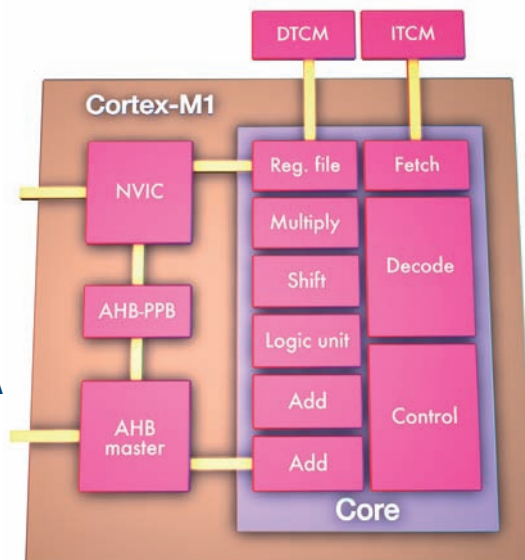 DTCM
ITCM
Cortex-M1
NVIC
Reg. file
Fetch
Multiply
Decode
Shift
AHB-PPB
Logic unit
A
AHB
master
Add
Control
Add
Core